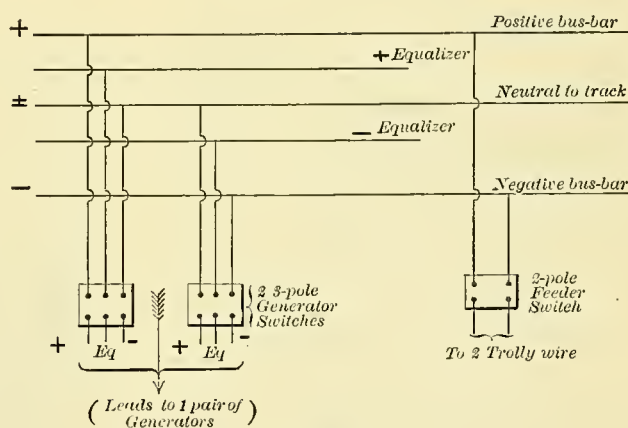 + Positive bus-bar
+ Equalizer
± Neutral to track
- Equalizer
- Negative bus-bar
2 3-pole
Generator
Switches
2-pole
Feeder
Switch
+ Eq - + Eq -
To 2 Trolly wire
(Leads to 1 pair of
Generators)